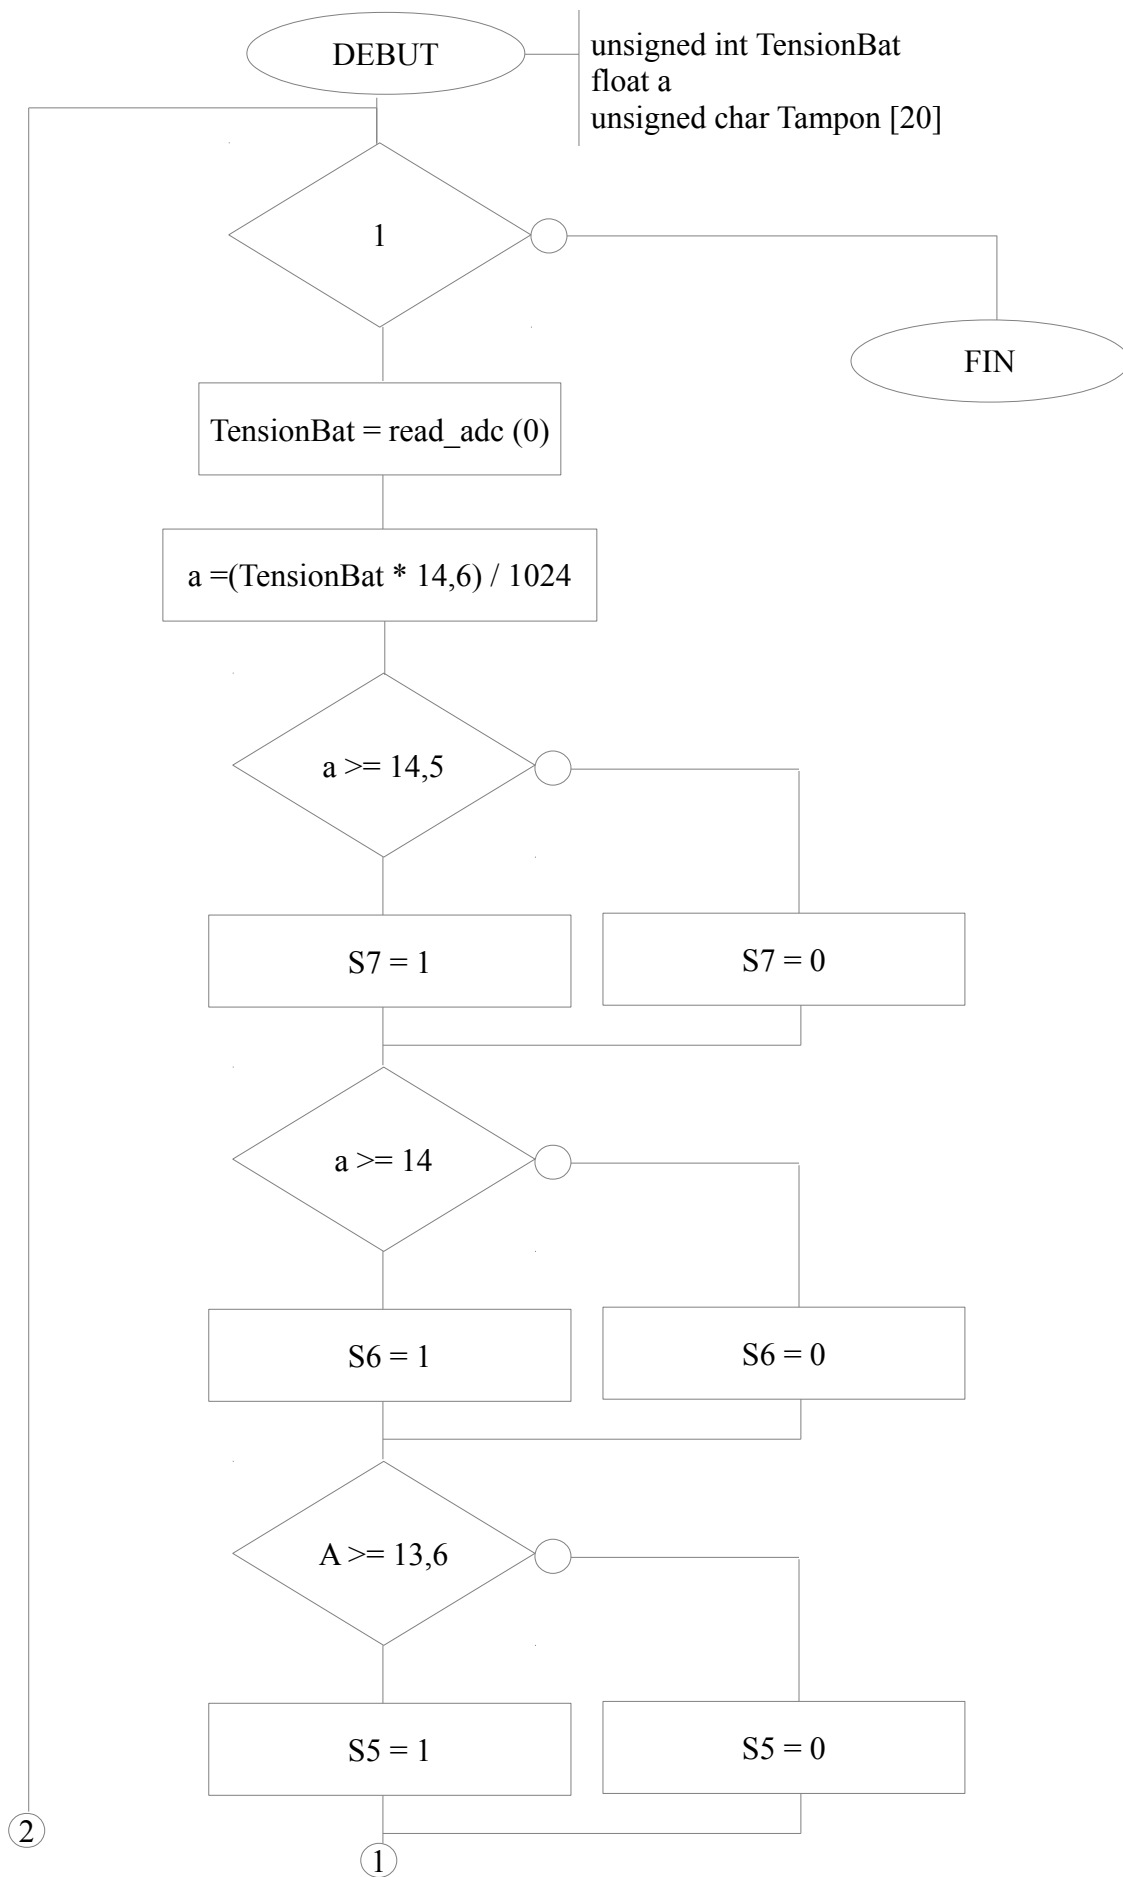 DEBUT
unsigned int TensionBat
float a
unsigned char Tampon [20]
1
FIN
TensionBat = read_adc (0)
a =(TensionBat * 14,6) / 1024
a >= 14,5
S7 = 1
S7 = 0
a >= 14
S6 = 1
S6 = 0
A >= 13,6
S5 = 1
S5 = 0
2
1